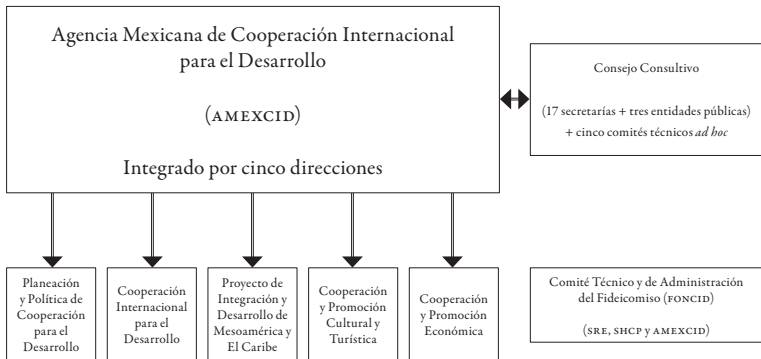 Agencia Mexicana de Cooperación Internacional
para el Desarrollo
(AMEXCID)
Integrado por cinco direcciones
Consejo Consultivo
(17 secretarías + tres entidades públicas)
+ cinco comités técnicos ad hoc
Planeación
y Política de
Cooperación
para el
Desarrollo
Cooperación
Internacional
para el
Desarrollo
Proyecto de
Integración y
Desarrollo de
Mesoamérica y
El Caribe
Cooperación
y Promoción
Cultural y
Turística
Cooperación
y Promoción
Económica
Comité Técnico y de Administración
del Fideicomiso (FONCID)
(SRE, SHCP y AMEXCID)